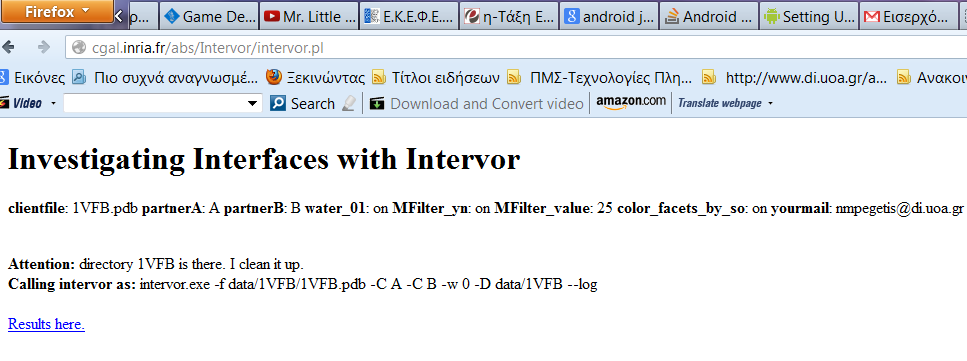 Firefox
ρ... Game De... Mr. Little ... Ε.Κ.Ε.Φ.Ε.... η-Τάξη Ε... android j... Android ... Setting U... Εισερχό...
cgal.inria.fr/abs/Intervor/intervor.pl
Εικόνες Πιο συχνά αναγνωσμέ... Ξεκινώντας Τίτλοι ειδήσεων ΠΜΣ-Τεχνολογίες Πλη... http://www.di.uoa.gr/a... Ανακοιν
Video Search Download and Convert video amazon.com Translate webpage
Investigating Interfaces with Intervor
clientfile: 1VFB.pdb partnerA: A partnerB: B water_01: on MFilter_yn: on MFilter_value: 25 color_facets_by_so: on yourmail: nmpegetis@di.uoa.gr
Attention: directory 1VFB is there. I clean it up.
Calling intervor as: intervor.exe -f data/1VFB/1VFB.pdb -C A -C B -w 0 -D data/1VFB --log
Results here.